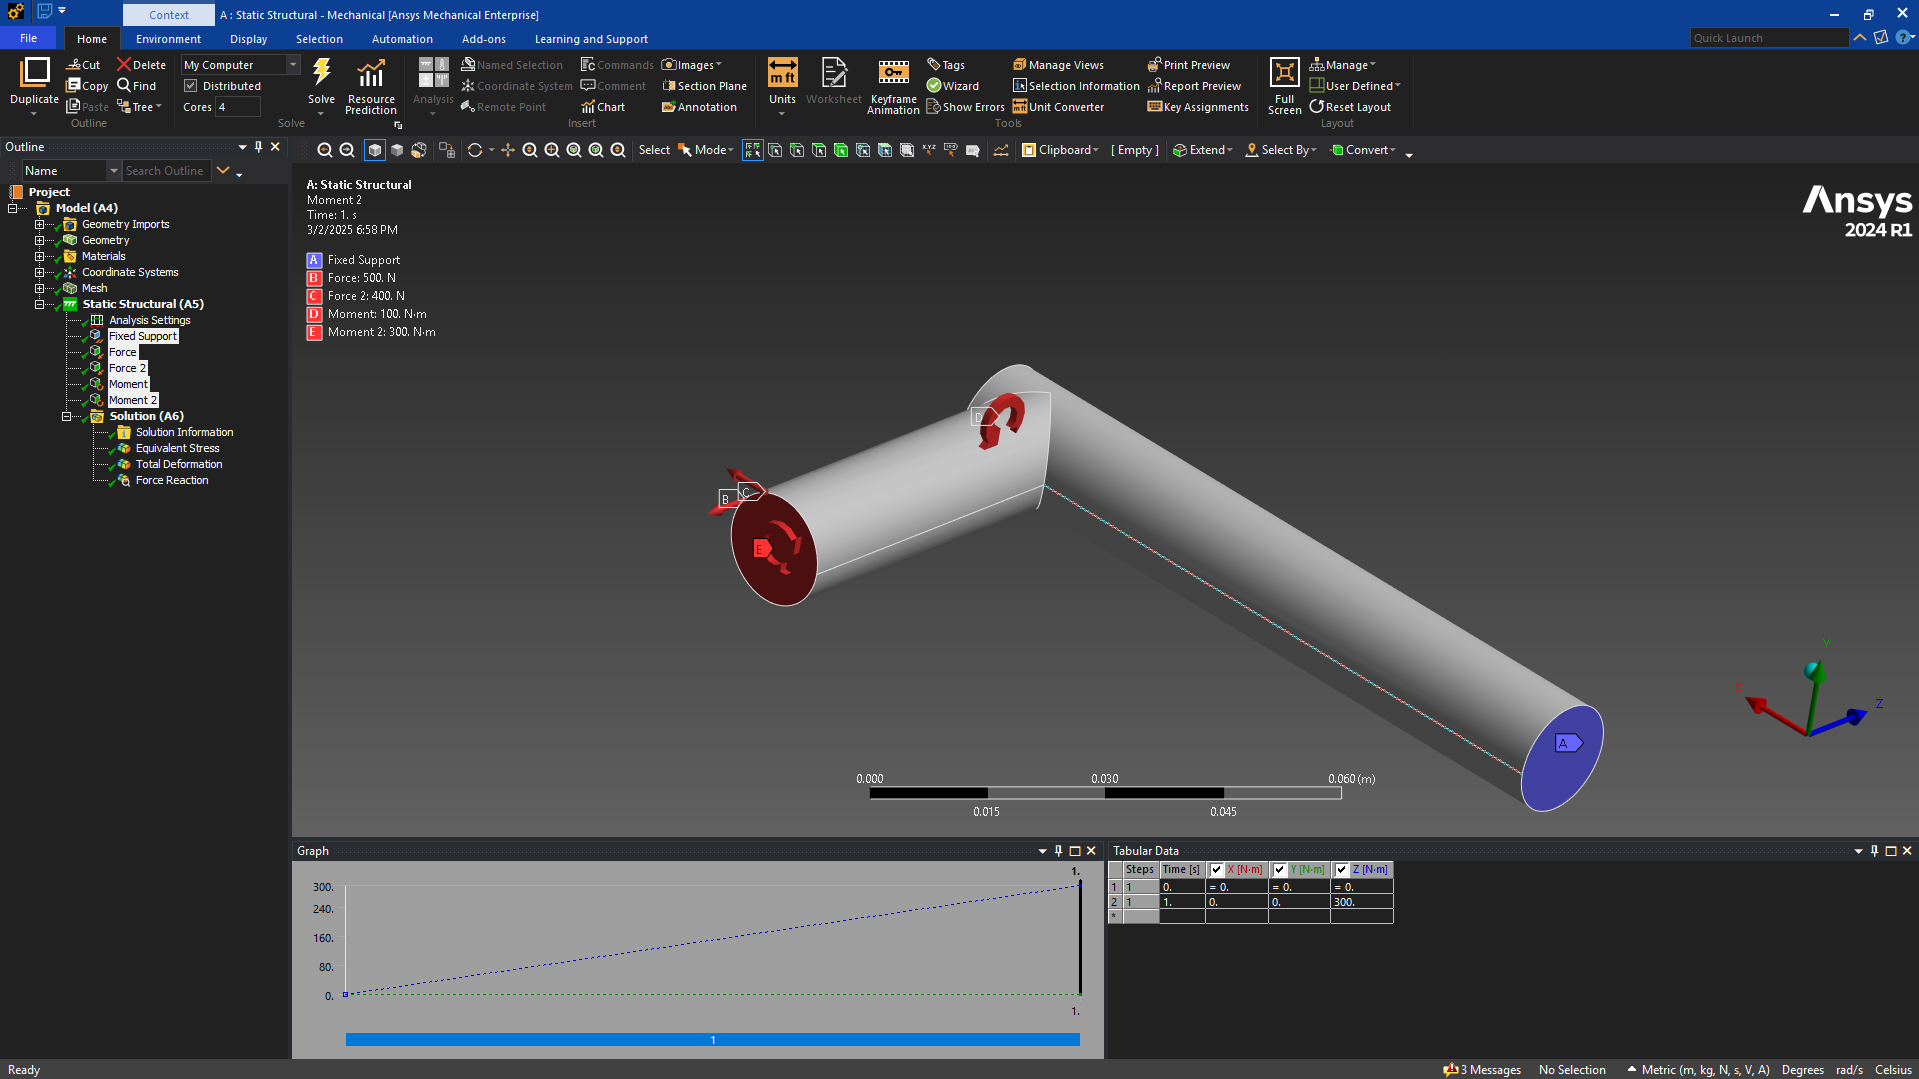 Context
A : Static Structural - Mechanical [Ansys Mechanical Enterprise]
File Home Environment Display Selection Automation Add-ons Learning and Support
Quick Launch
Duplicate
Cut
Copy
Paste
Delete
Find
Tree
Outline
My Computer
Distributed
Cores 4
Solve
Resource Prediction
Solve
Analysis
Named Selection
Coordinate System
Remote Point
Commands
Comment
Chart
Images
Section Plane
Annotation
Insert
m ft
Units
Worksheet
Keyframe Animation
Tags
Wizard
Show Errors
Manage Views
Selection Information
Unit Converter
Print Preview
Report Preview
Key Assignments
Tools
Full Screen
Manage
User Defined
Reset Layout
Layout
Outline
Name
Search Outline
Select Mode Clipboard [ Empty ] Extend Select By Convert
Project
Model (A4)
Geometry Imports
Geometry
Materials
Coordinate Systems
Mesh
Static Structural (A5)
Analysis Settings
Fixed Support
Force
Force 2
Moment
Moment 2
Solution (A6)
Solution Information
Equivalent Stress
Total Deformation
Force Reaction
A: Static Structural
Moment 2
Time: 1. s
3/2/2025 6:58 PM
A Fixed Support
B Force: 500. N
C Force 2: 400. N
D Moment: 100. N·m
E Moment 2: 300. N·m
Ansys
2024 R1
D
B
C
E
A
Y
X
Z
0.000 0.030 0.060 (m)
0.015 0.045
Graph
1.
300.
240.
160.
80.
0.
1.
1
Tabular Data
Steps Time [s] X [N·m] Y [N·m] Z [N·m]
1 1 0. = 0. = 0. = 0.
2 1 1. 0. 0. 300.
*
Ready
3 Messages No Selection Metric (m, kg, N, s, V, A) Degrees rad/s Celsius